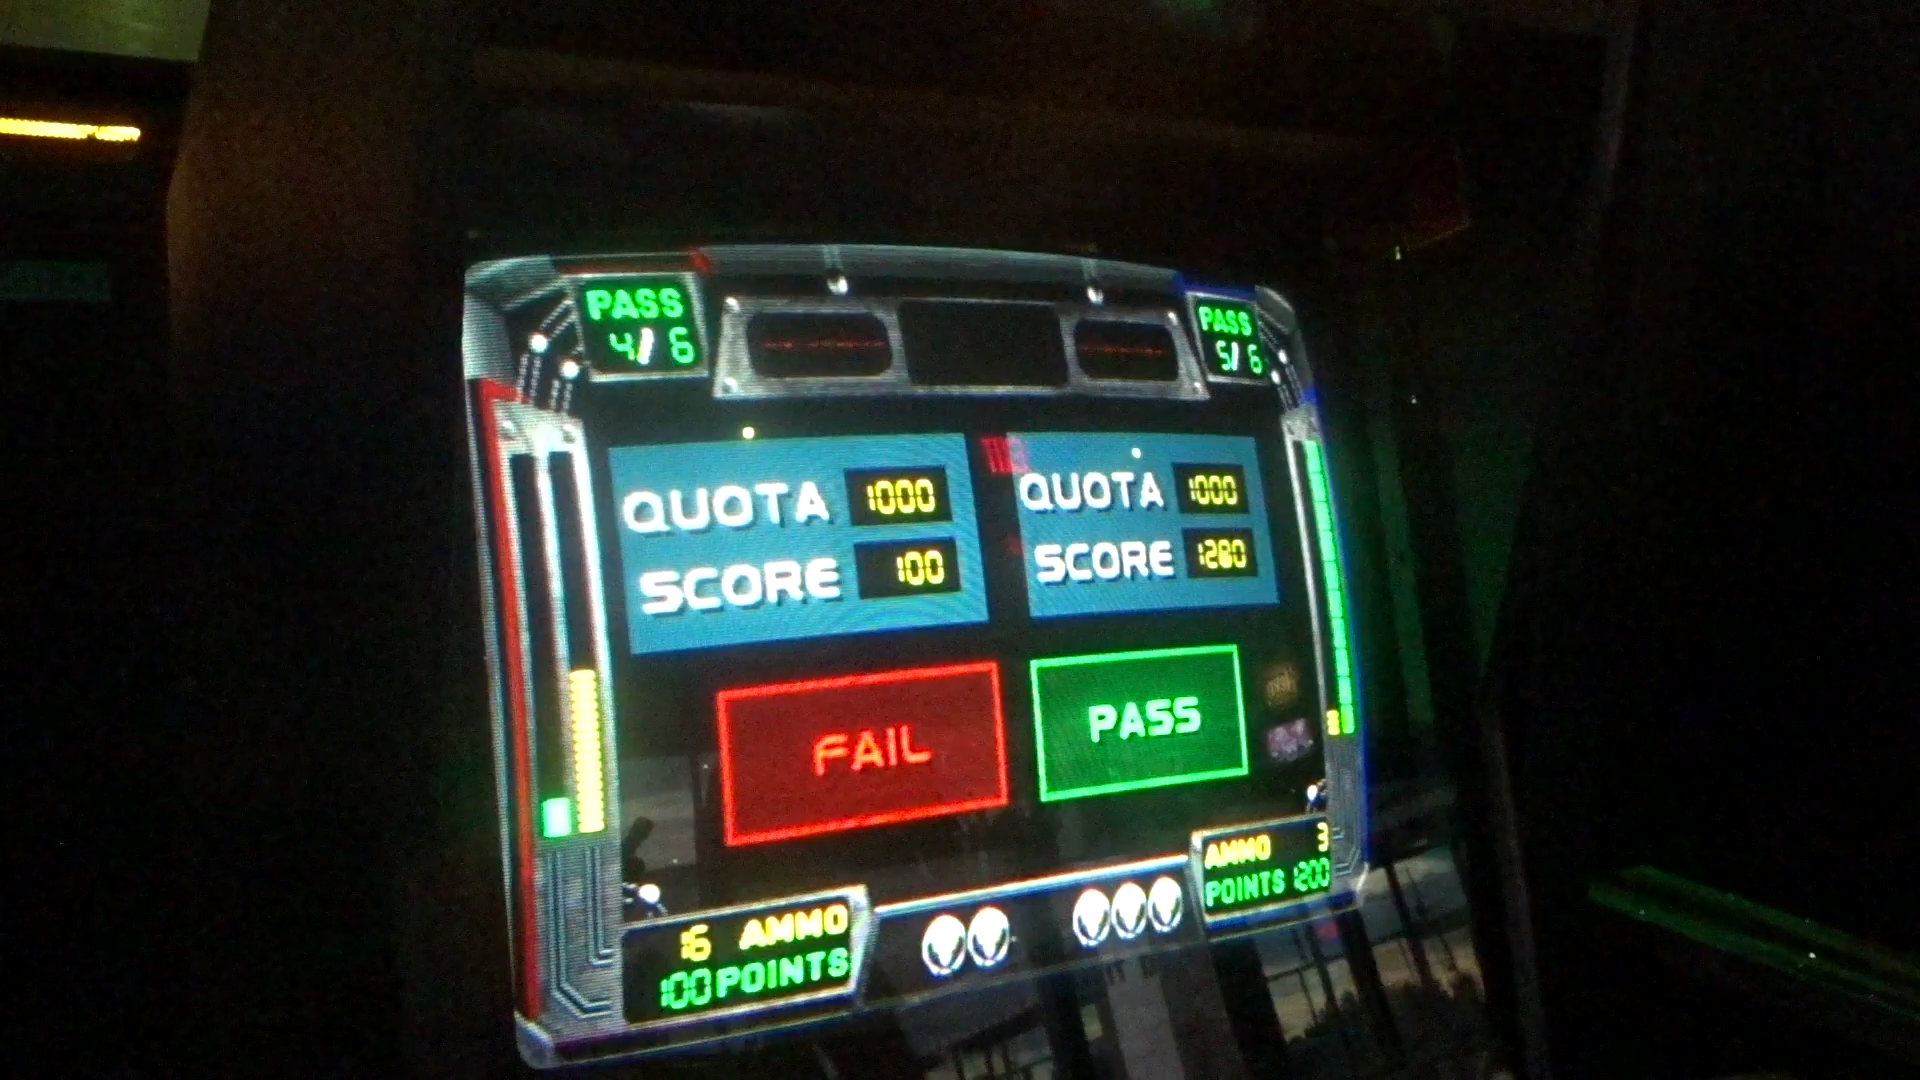 PASS
4/ 6
PASS
5/ 6
QUOTA 1000
SCORE 100
QUOTA 1000
SCORE 1280
FAIL
PASS
16 AMMO
100 POINTS
AMMO 3
POINTS 1200